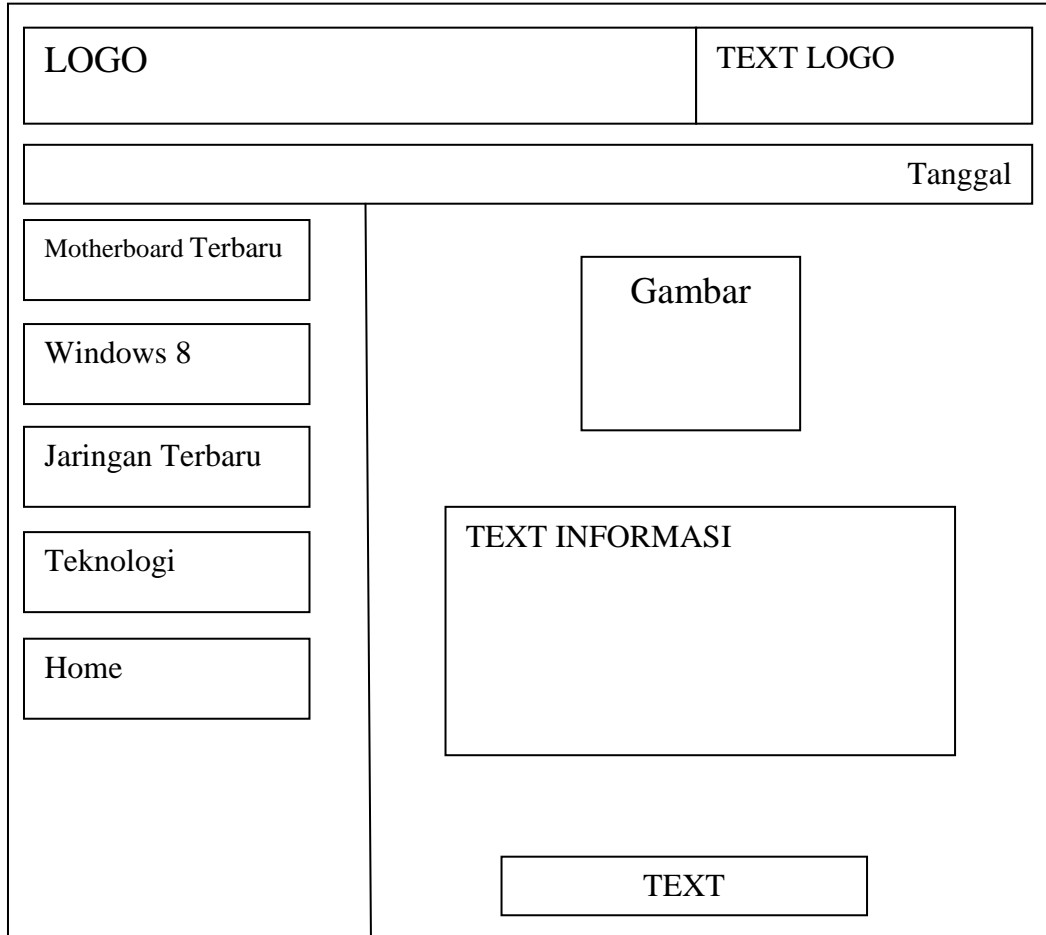 LOGO
TEXT LOGO
Tanggal
Motherboard Terbaru
Windows 8
Jaringan Terbaru
Teknologi
Home
Gambar
TEXT INFORMASI
TEXT